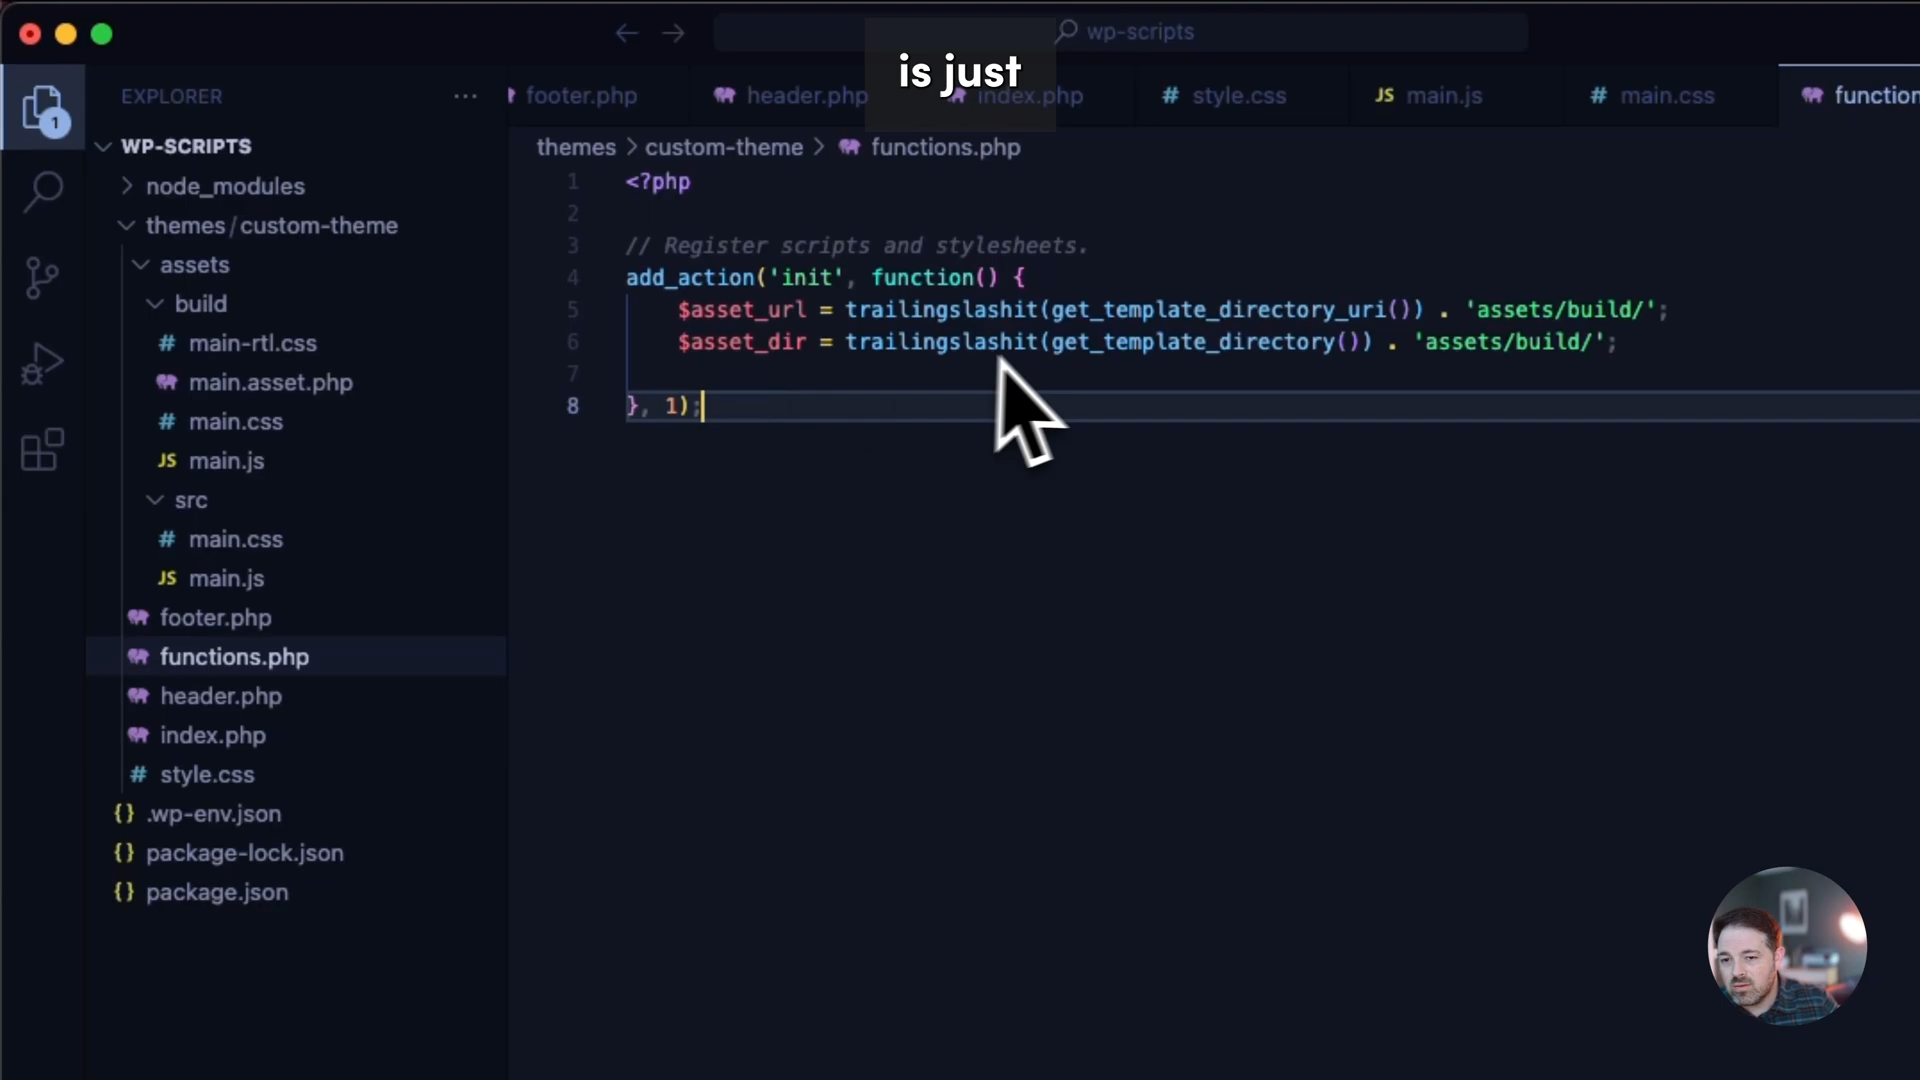 wp-scripts
is just
EXPLORER
footer.php
header.php
index.php
# style.css
JS main.js
# main.css
function
1
WP-SCRIPTS
node_modules
themes/custom-theme
assets
build
# main-rtl.css
main.asset.php
# main.css
JS main.js
src
# main.css
JS main.js
footer.php
functions.php
header.php
index.php
# style.css
{} .wp-env.json
{} package-lock.json
{} package.json
themes > custom-theme > functions.php
1 <?php
2
3 // Register scripts and stylesheets.
4 add_action('init', function() {
5 $asset_url = trailingslashit(get_template_directory_uri()) . 'assets/build/';
6 $asset_dir = trailingslashit(get_template_directory()) . 'assets/build/';
7
8 }, 1);